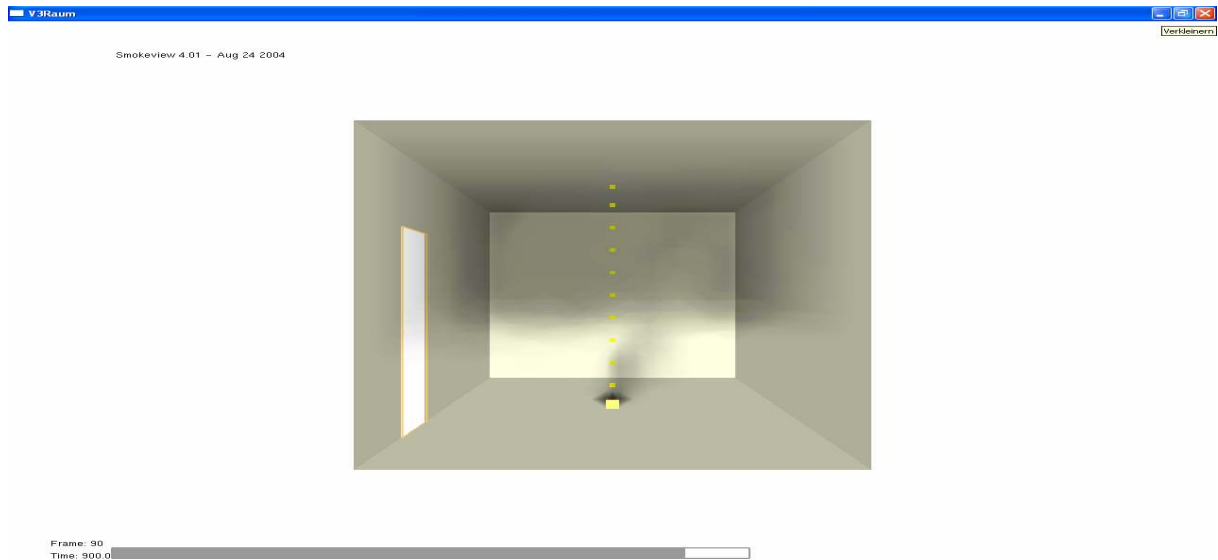 V3Raum
Verkleinern
Smokeview 4.01 - Aug 24 2004
Frame: 90
Time: 900.0